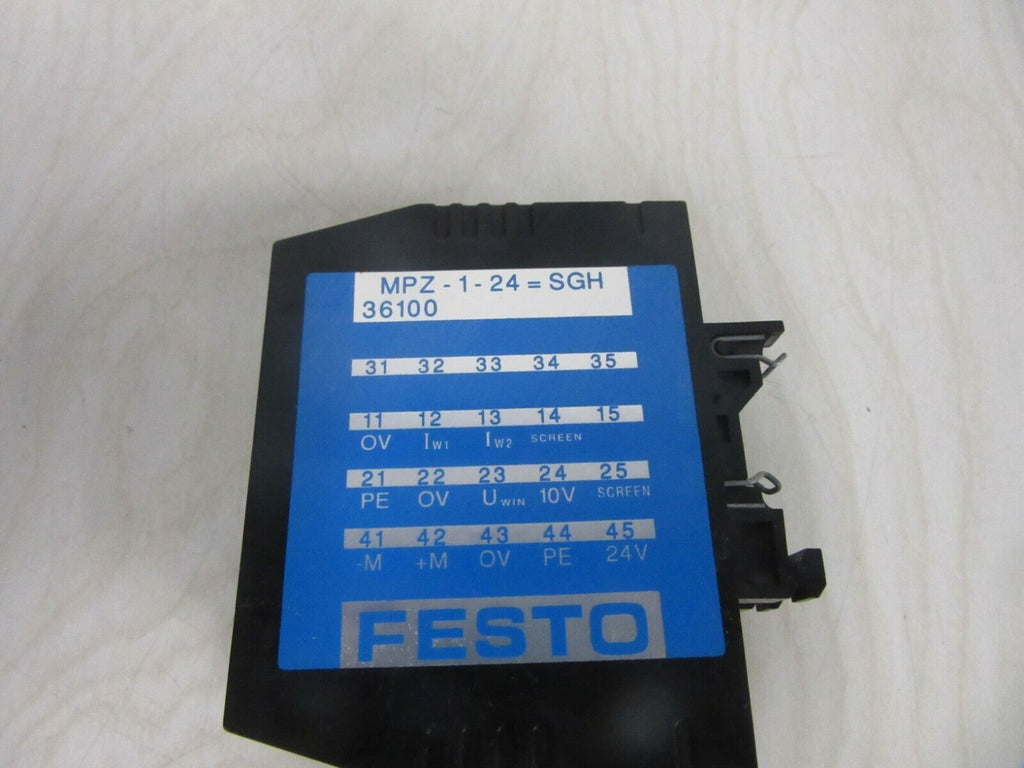 MPZ - 1 - 24 = SGH
36100
31 32 33 34 35
11 12 13 14 15
OV IW1 IW2 SCREEN
21 22 23 24 25
PE OV UWIN 10V SCREEN
41 42 43 44 45
-M +M OV PE 24V
FESTO